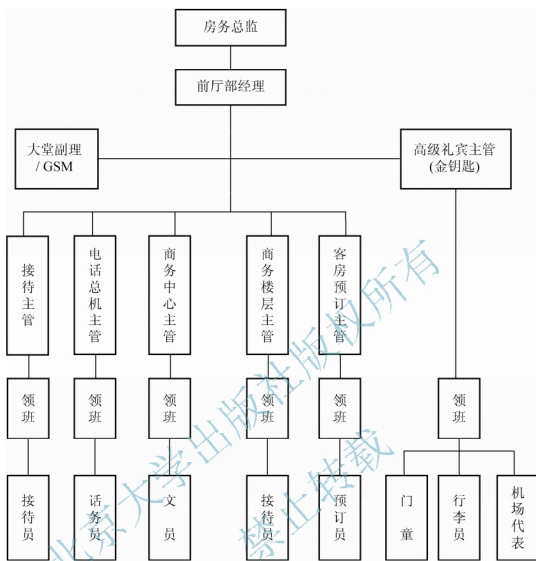 房务总监
前厅部经理
大堂副理
/ GSM
高级礼宾主管
(金钥匙)
接待主管
电话总机主管
商务中心主管
商务楼层主管
客房预订主管
领班
领班
领班
领班
领班
领班
接待员
话务员
文员
接待员
预订员
门童
行李员
机场代表
北京大学出版社版权所有
禁止转载